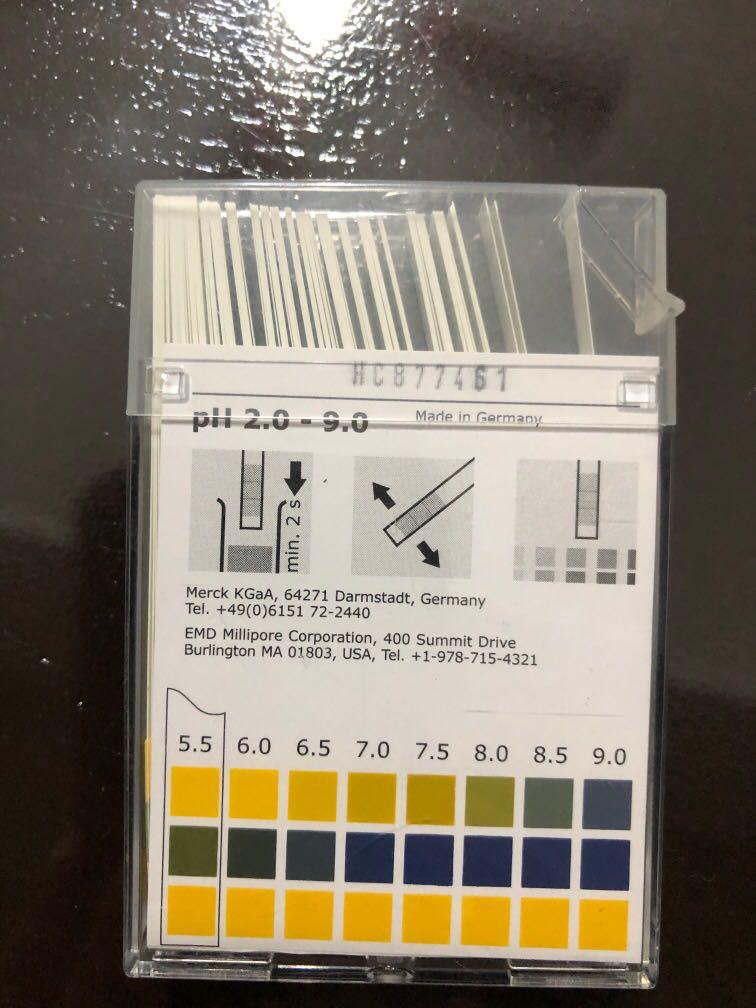 HC877461
pH 2.0 - 9.0 Made in Germany
min. 2 s
Merck KGaA, 64271 Darmstadt, Germany
Tel. +49(0)6151 72-2440
EMD Millipore Corporation, 400 Summit Drive
Burlington MA 01803, USA, Tel. +1-978-715-4321
5.5 6.0 6.5 7.0 7.5 8.0 8.5 9.0